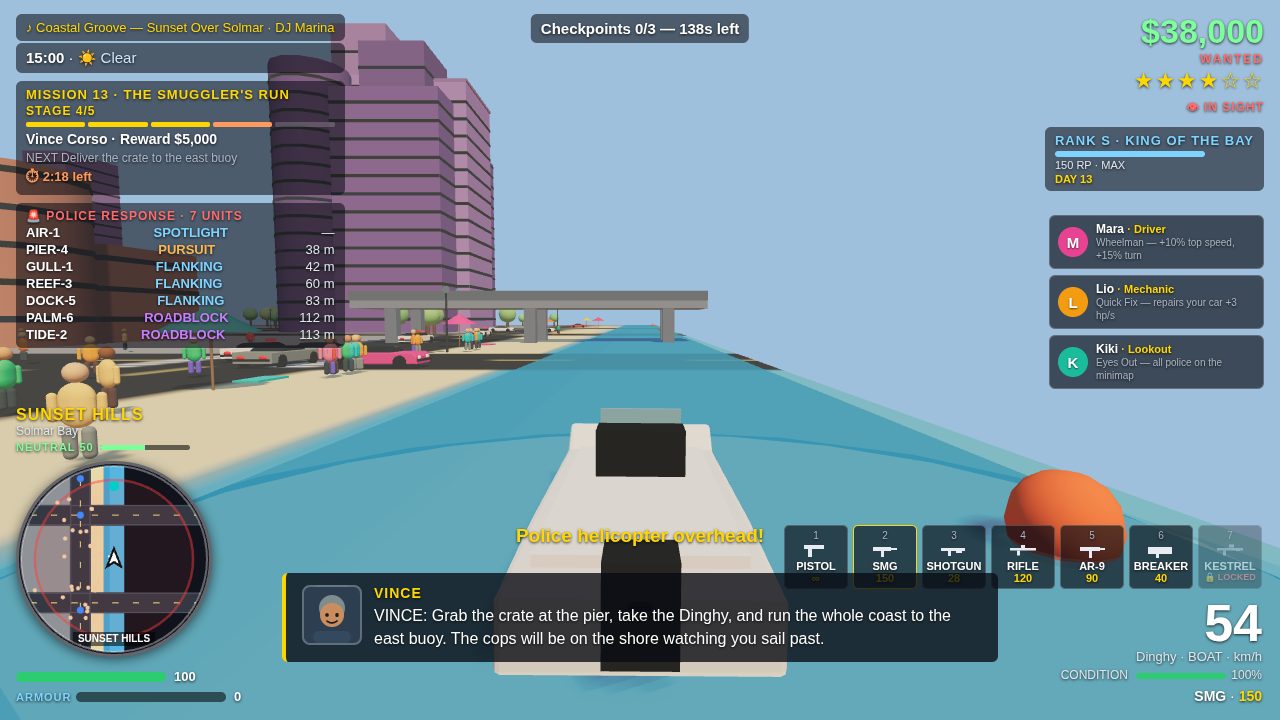 ♪ Coastal Groove — Sunset Over Solmar · DJ Marina
15:00 · ☀️ Clear
MISSION 13 · THE SMUGGLER'S RUN
STAGE 4/5
Vince Corso · Reward $5,000
NEXT Deliver the crate to the east buoy
⏱ 2:18 left
🚨 POLICE RESPONSE · 7 UNITS
AIR-1 SPOTLIGHT —
PIER-4 PURSUIT 38 m
GULL-1 FLANKING 42 m
REEF-3 FLANKING 60 m
DOCK-5 FLANKING 83 m
PALM-6 ROADBLOCK 112 m
TIDE-2 ROADBLOCK 113 m
SUNSET HILLS
Solmar Bay
NEUTRAL 50
SUNSET HILLS
100
ARMOUR 0
Checkpoints 0/3 — 138s left
Police helicopter overhead!
VINCE
VINCE: Grab the crate at the pier, take the Dinghy, and run the whole coast to the
east buoy. The cops will be on the shore watching you sail past.
$38,000
WANTED
★★★★☆☆
👁 IN SIGHT
RANK S · KING OF THE BAY
150 RP · MAX
DAY 13
M
Mara · Driver
Wheelman — +10% top speed,
+15% turn
L
Lio · Mechanic
Quick Fix — repairs your car +3
hp/s
K
Kiki · Lookout
Eyes Out — all police on the
minimap
1 2 3 4 5 6 7
PISTOL SMG SHOTGUN RIFLE AR-9 BREAKER KESTREL
∞ 150 28 120 90 40 🔒 LOCKED
54
Dinghy · BOAT · km/h
CONDITION 100%
SMG · 150